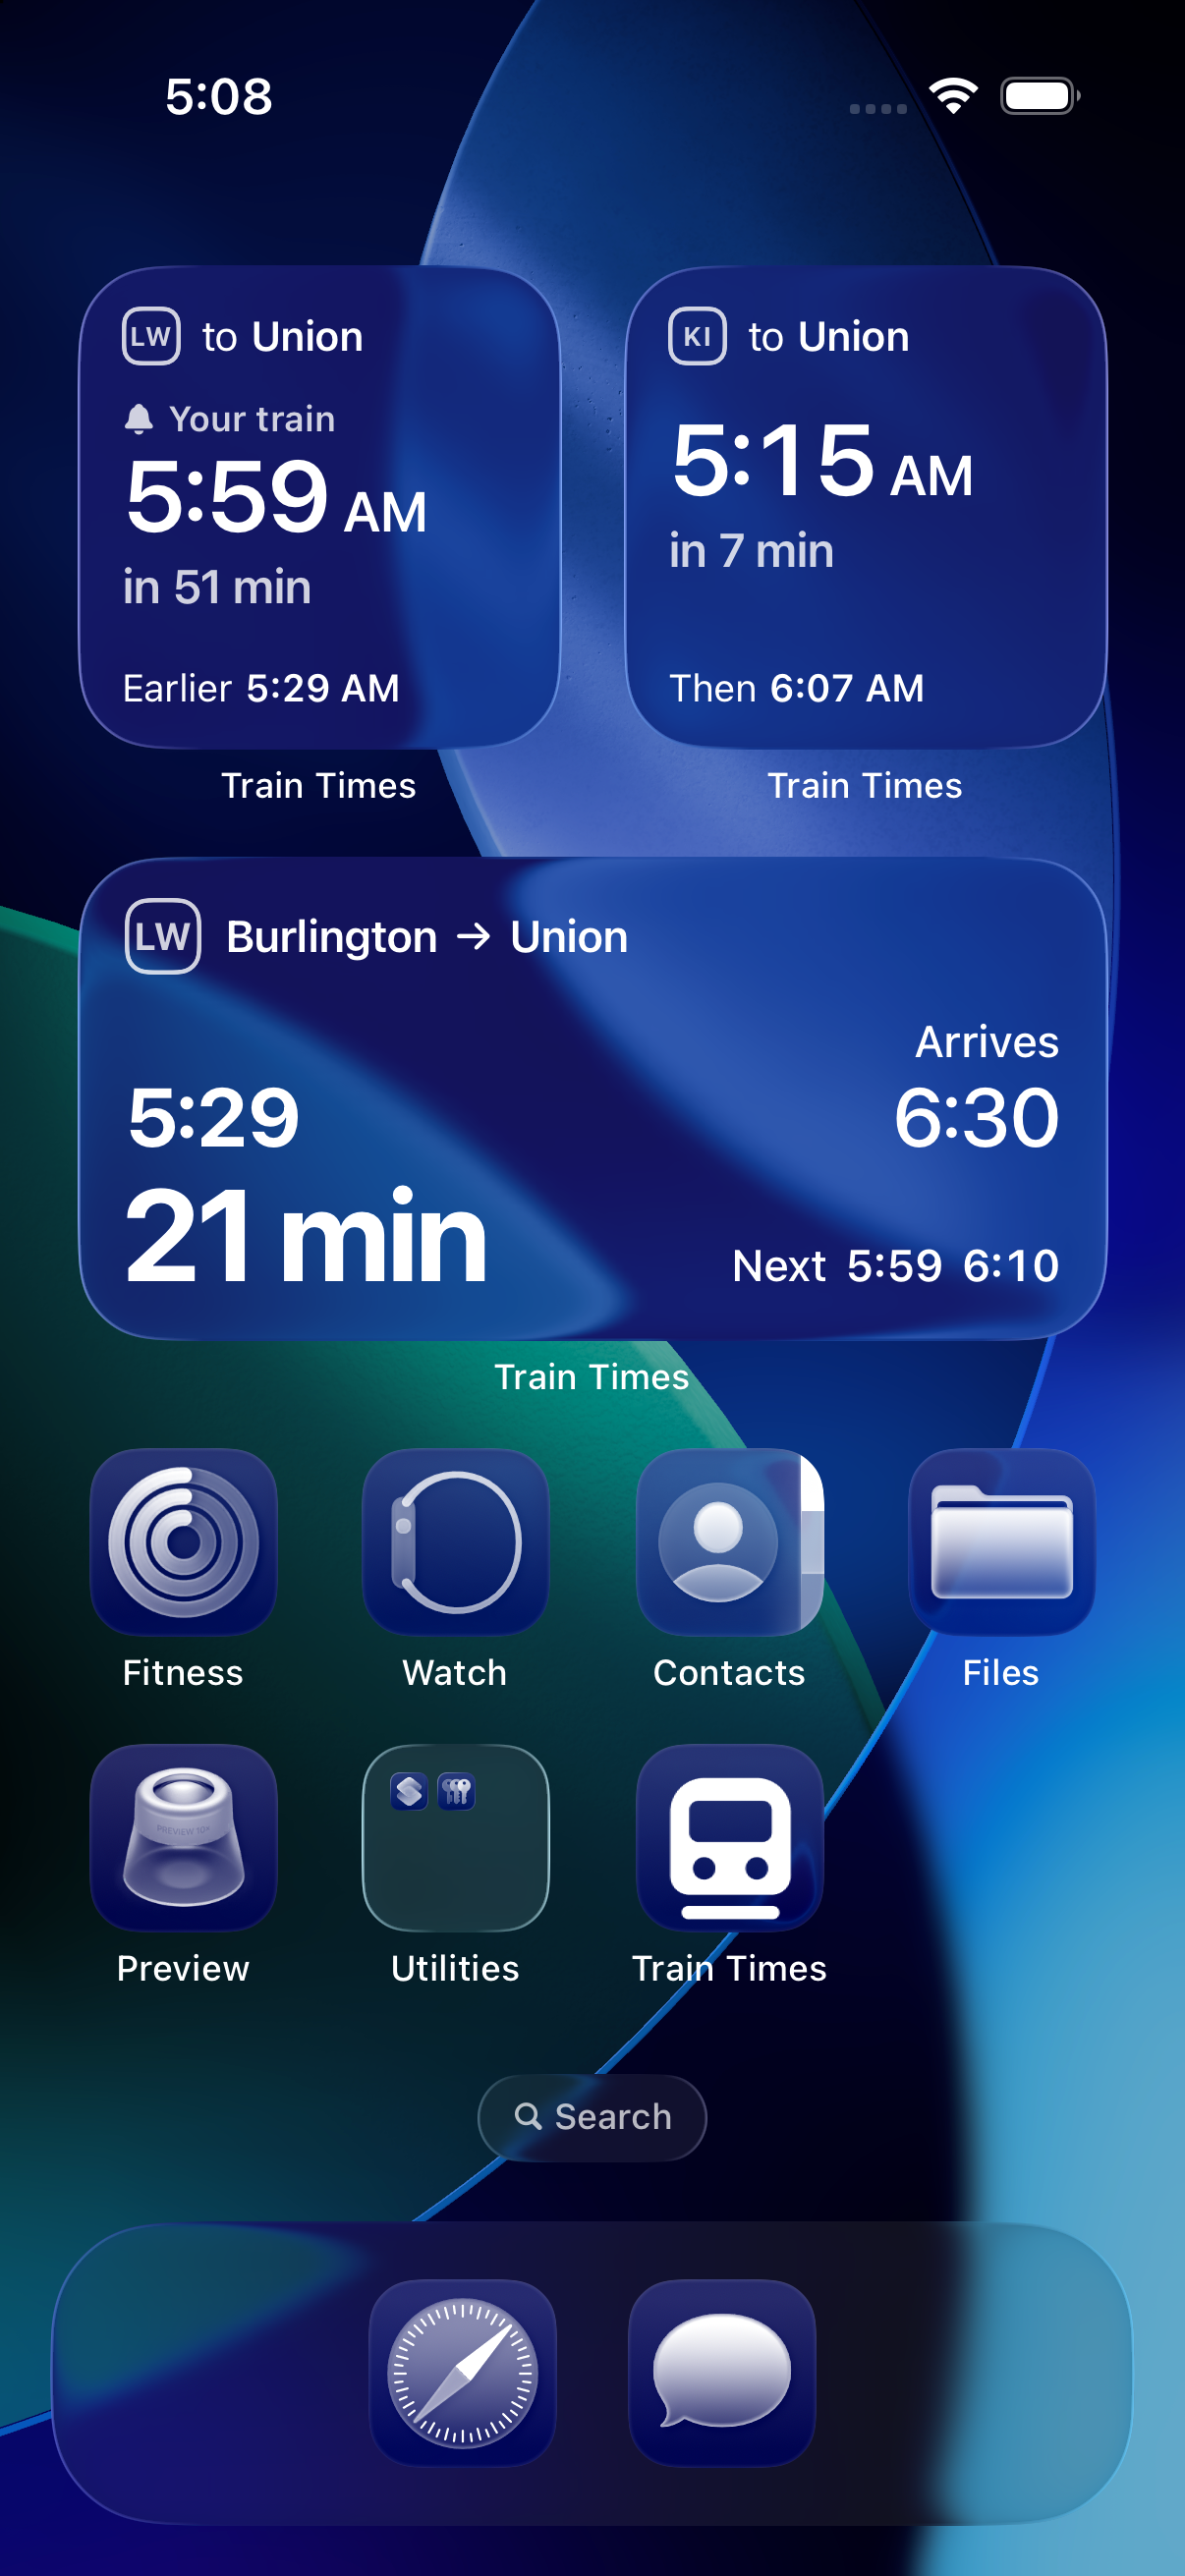 5:08
LW to Union
Your train
5:59 AM
in 51 min
Earlier 5:29 AM
Train Times
KI to Union
5:15 AM
in 7 min
Then 6:07 AM
Train Times
LW Burlington → Union
Arrives
5:29
6:30
21 min
Next 5:59 6:10
Train Times
Fitness
Watch
Contacts
Files
PREVIEW 10×
Preview
Utilities
Train Times
Search